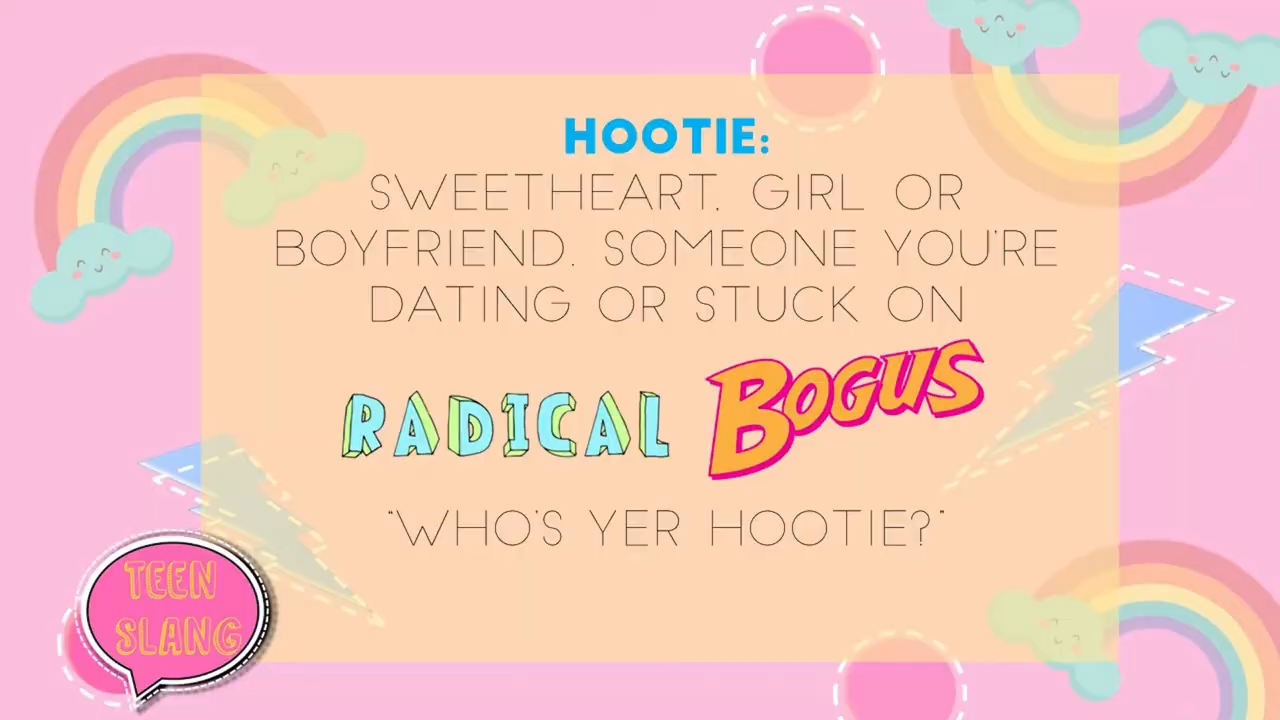 HOOTIE:
SWEETHEART. GIRL OR
BOYFRIEND. SOMEONE YOU'RE
DATING OR STUCK ON
RADICAL BOGUS
"WHO'S YER HOOTIE?"
TEEN
SLANG